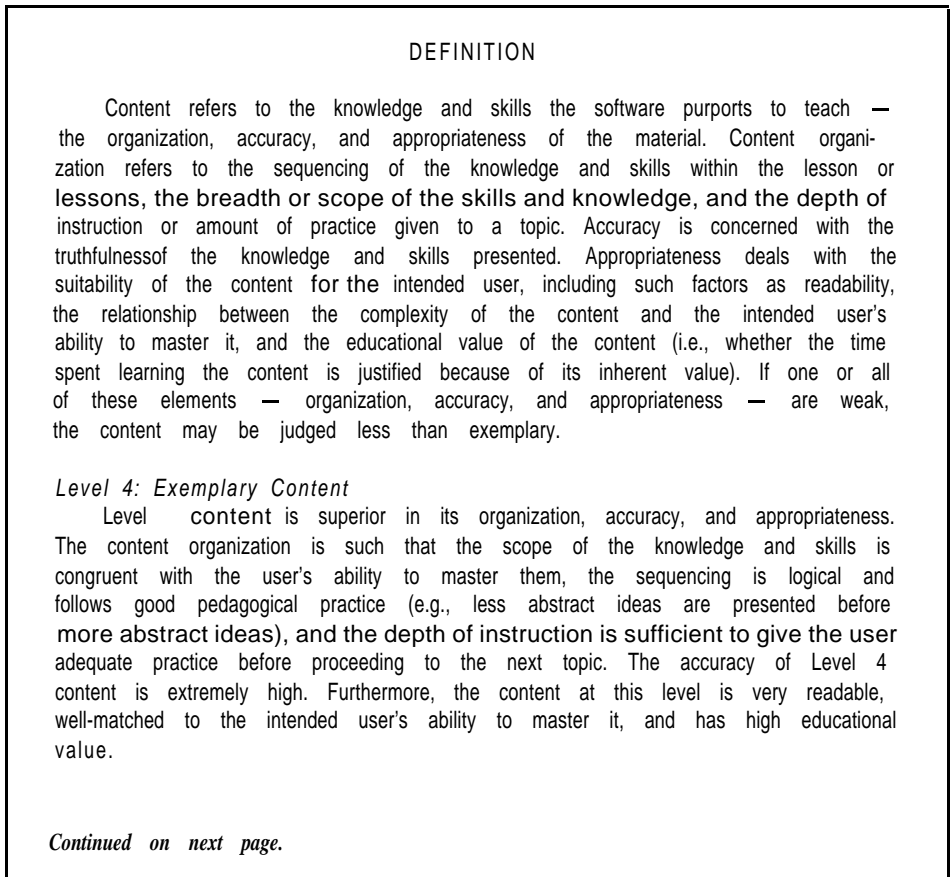 DEFINITION
Content refers to the knowledge and skills the software purports to teach —
the organization, accuracy, and appropriateness of the material. Content organi-
zation refers to the sequencing of the knowledge and skills within the lesson or
lessons, the breadth or scope of the skills and knowledge, and the depth of
instruction or amount of practice given to a topic. Accuracy is concerned with the
truthfulnessof the knowledge and skills presented. Appropriateness deals with the
suitability of the content for the intended user, including such factors as readability,
the relationship between the complexity of the content and the intended user's
ability to master it, and the educational value of the content (i.e., whether the time
spent learning the content is justified because of its inherent value). If one or all
of these elements — organization, accuracy, and appropriateness — are weak,
the content may be judged less than exemplary.
Level 4: Exemplary Content
Level content is superior in its organization, accuracy, and appropriateness.
The content organization is such that the scope of the knowledge and skills is
congruent with the user's ability to master them, the sequencing is logical and
follows good pedagogical practice (e.g., less abstract ideas are presented before
more abstract ideas), and the depth of instruction is sufficient to give the user
adequate practice before proceeding to the next topic. The accuracy of Level 4
content is extremely high. Furthermore, the content at this level is very readable,
well-matched to the intended user's ability to master it, and has high educational
value.
Continued on next page.